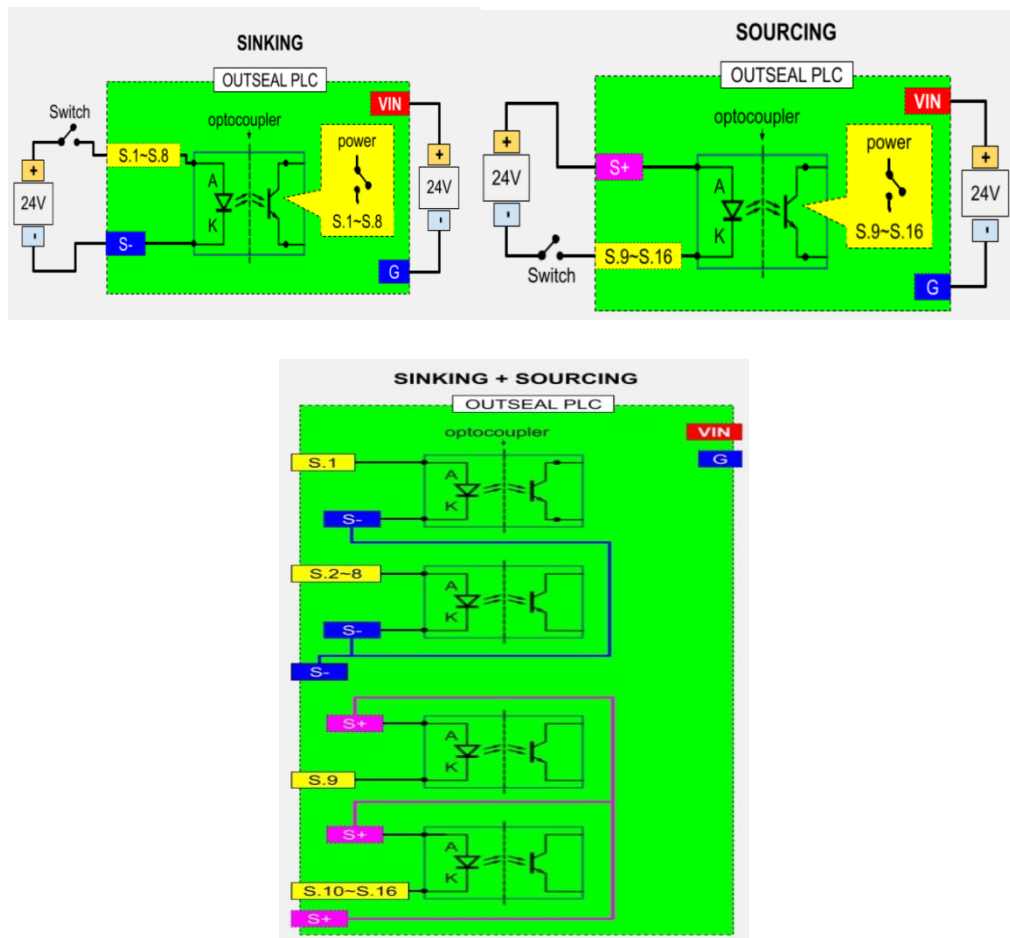 SINKING
OUTSEAL PLC
VIN
Switch
optocoupler
power
S.1~S.8
+
24V
-
A
K
S.1~S.8
+
24V
-
S-
G
SOURCING
OUTSEAL PLC
VIN
optocoupler
power
+
24V
-
S+
A
K
S.9~S.16
+
24V
-
S.9~S.16
Switch
G
SINKING + SOURCING
OUTSEAL PLC
optocoupler
VIN
G
S.1
A
K
S-
S.2~8
A
K
S-
S-
S+
A
K
S.9
S+
A
K
S.10~S.16
S+